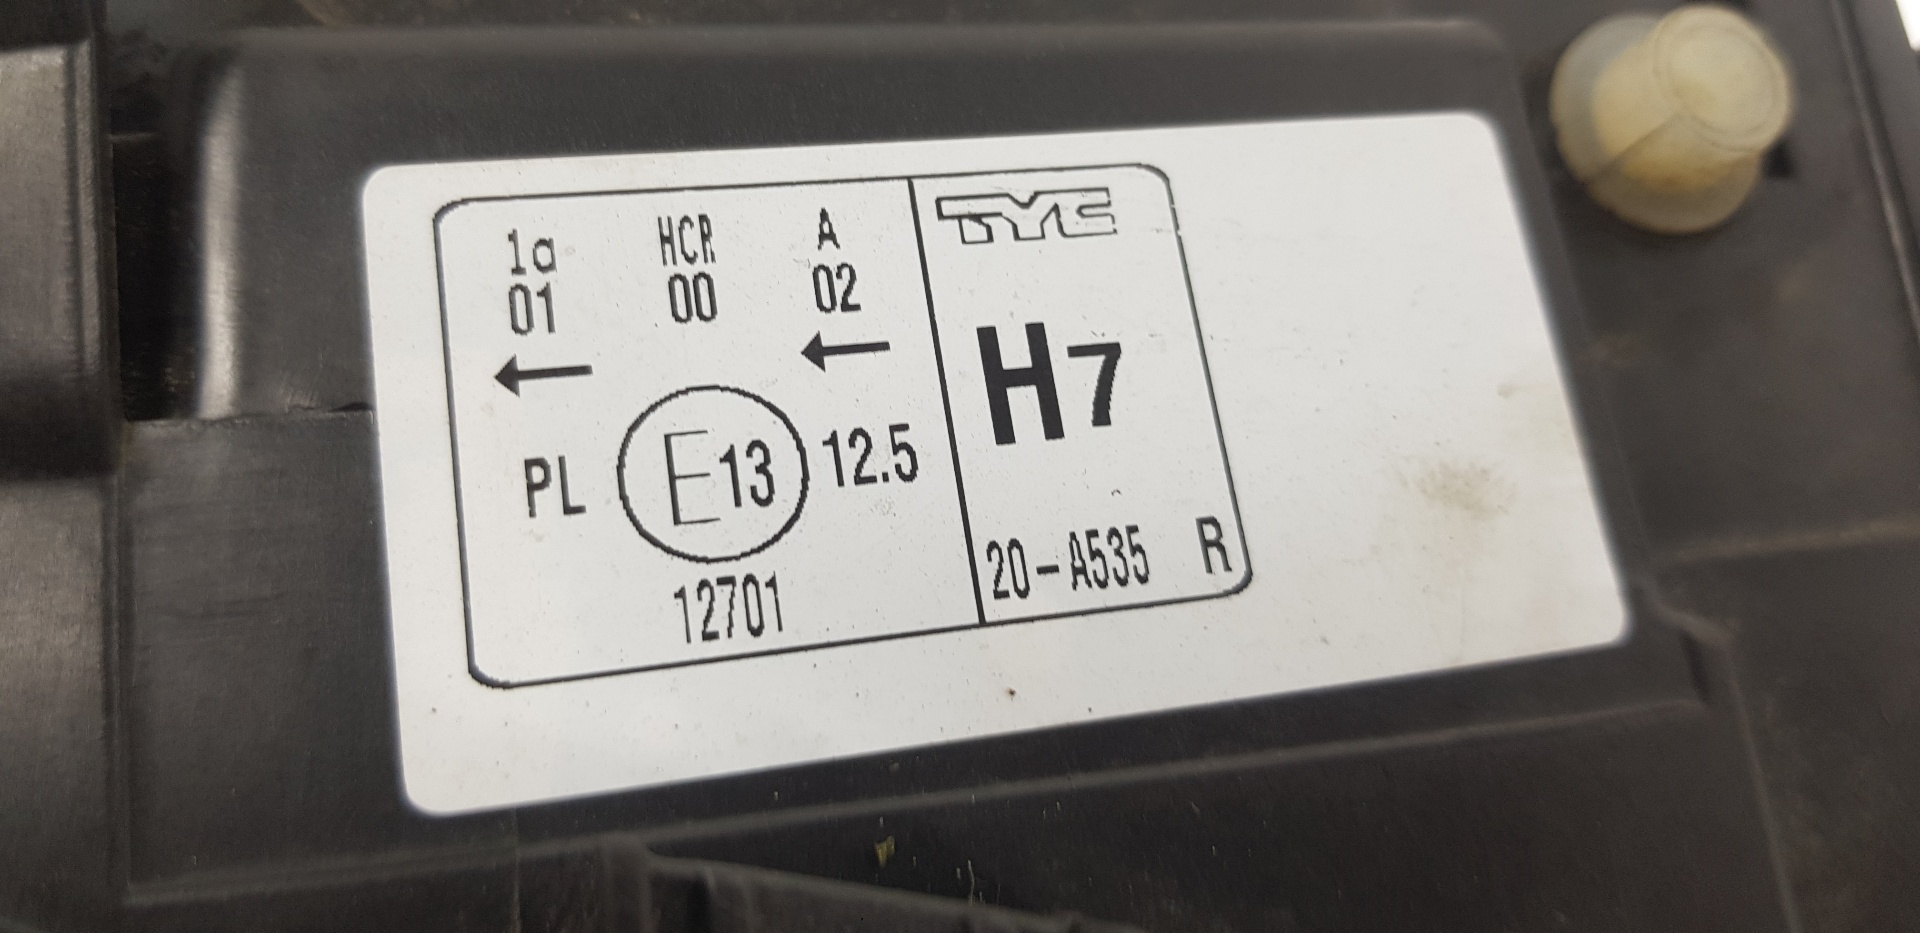 1a HCR A
01 00 02
← ←
PL E13 12.5
12701
TYC
H7
20-A535 R